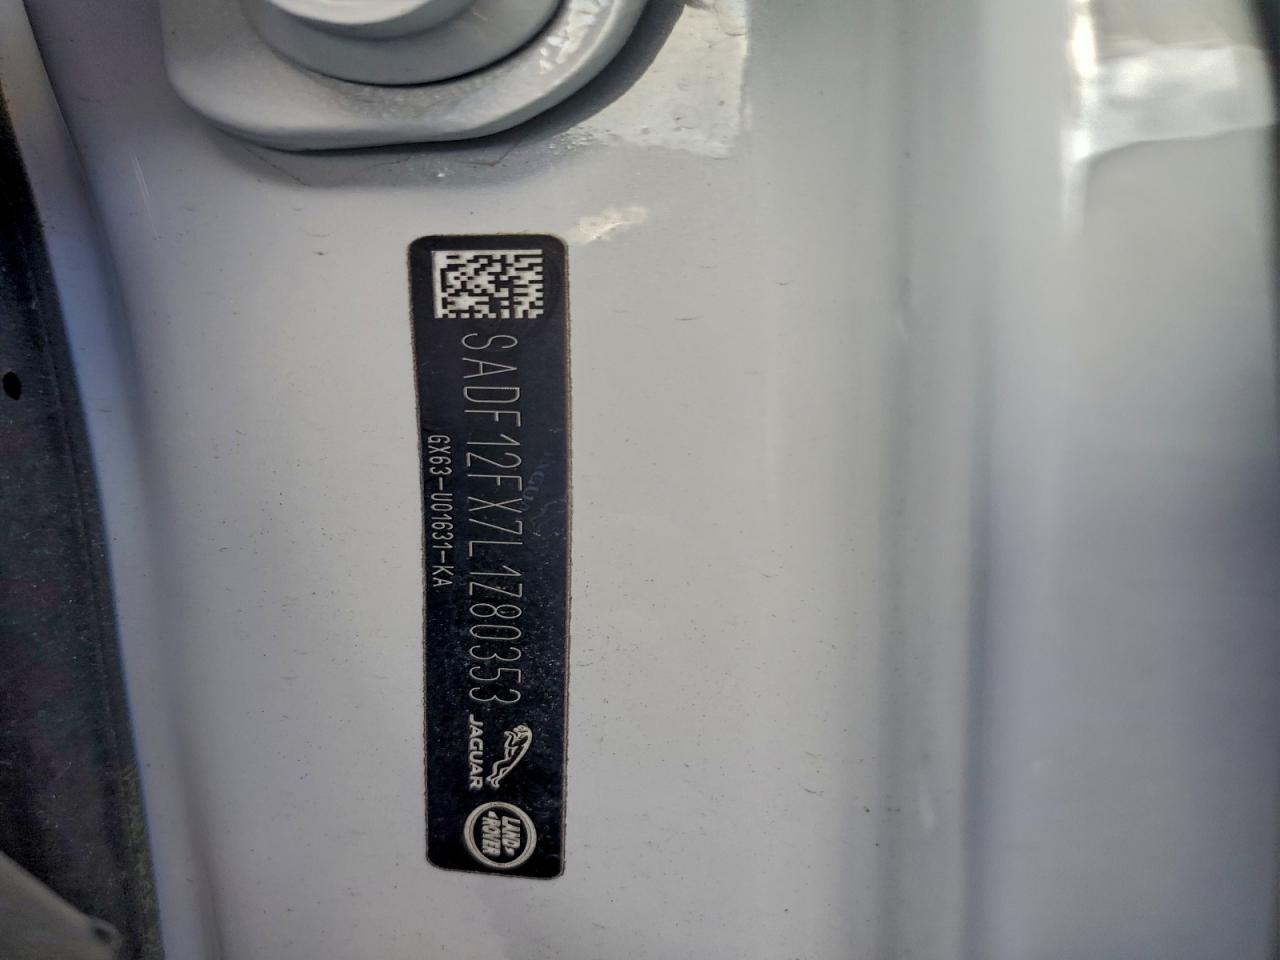 SADF12FX7L1Z80353
GX63-U01631-KA
JAGUAR
LAND
ROVER